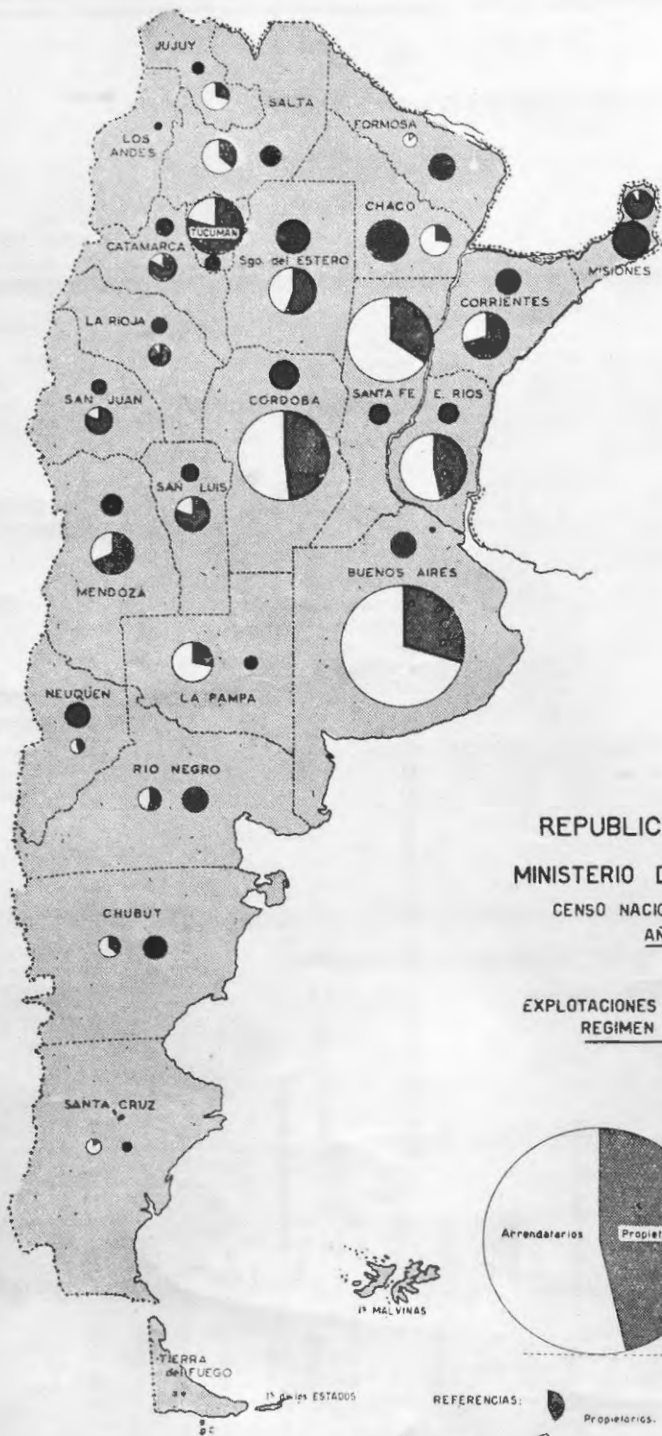 JUJUY
SALTA
LOS
ANDES
FORMOSA
CHACO
TUCUMAN
CATAMARCA
Sgo. del ESTERO
MISIONES
CORRIENTES
LA RIOJA
SAN JUAN
CORDOBA
SANTA FE
E. RIOS
SAN LUIS
MENDOZA
BUENOS AIRES
LA PAMPA
NEUQUEN
RIO NEGRO
CHUBUT
SANTA CRUZ
REPUBLIC
MINISTERIO D
CENSO NACIO
AÑ
EXPLOTACIONES
REGIMEN
Arrendatarios
Propiet
Iª MALVINAS
TIERRA
del FUEGO
ESTADOS
REFERENCIAS:
Propietarios.